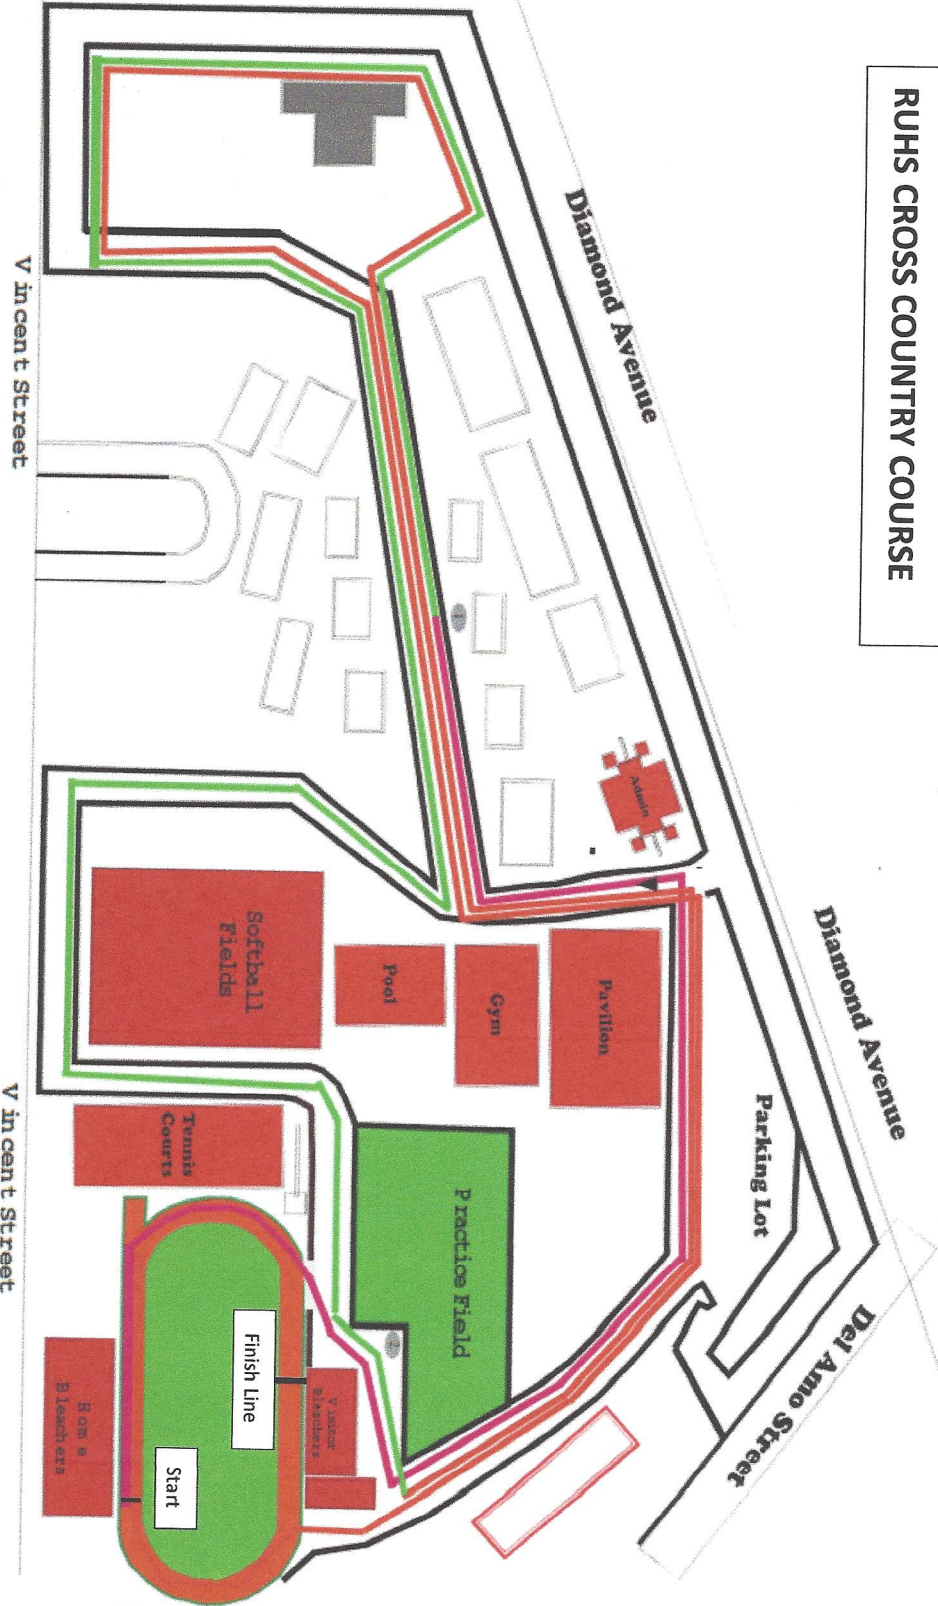 RUHS CROSS COUNTRY COURSE
Diamond Avenue
Diamond Avenue
Parking Lot
Del Amo Street
Admin
Pavilion
Gym
Pool
Softball
Fields
Practice Field
Tennis
Courts
Visitor
Bleachers
Finish Line
Start
Home
Bleachers
Vincent Street
Vincent Street